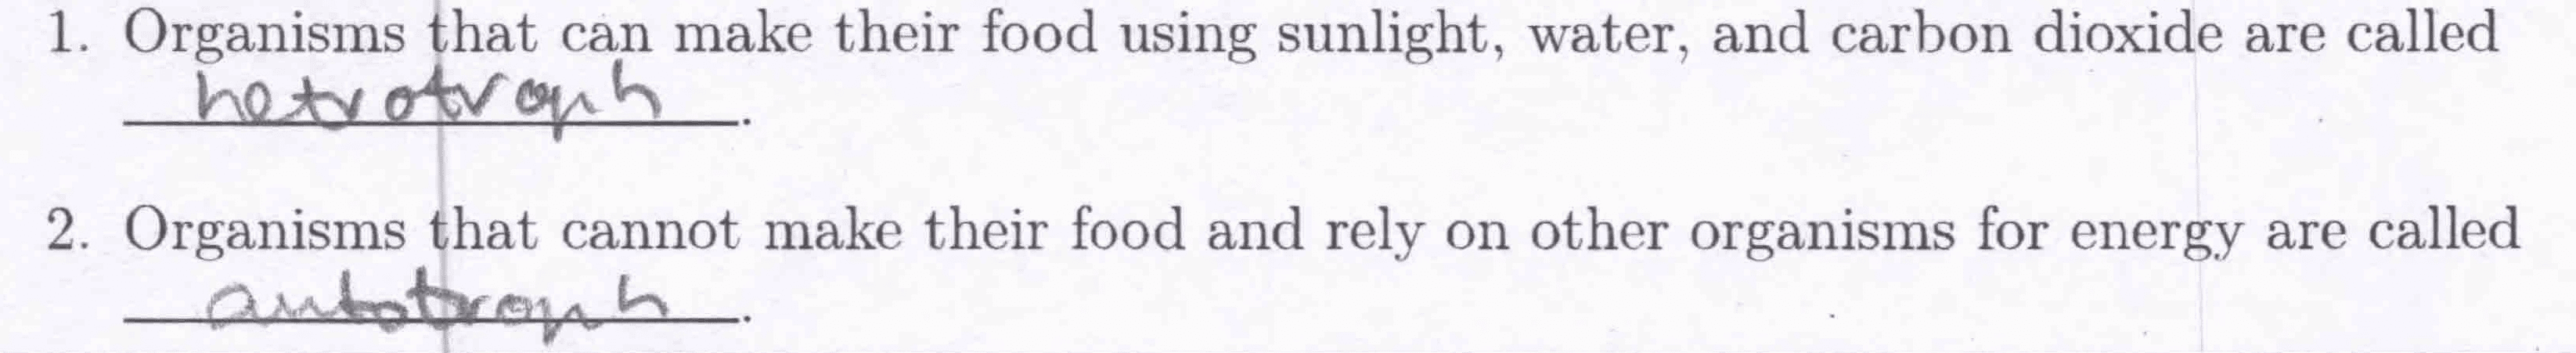 1. Organisms that can make their food using sunlight, water, and carbon dioxide are called
hetrotroph.
2. Organisms that cannot make their food and rely on other organisms for energy are called
autotroph.